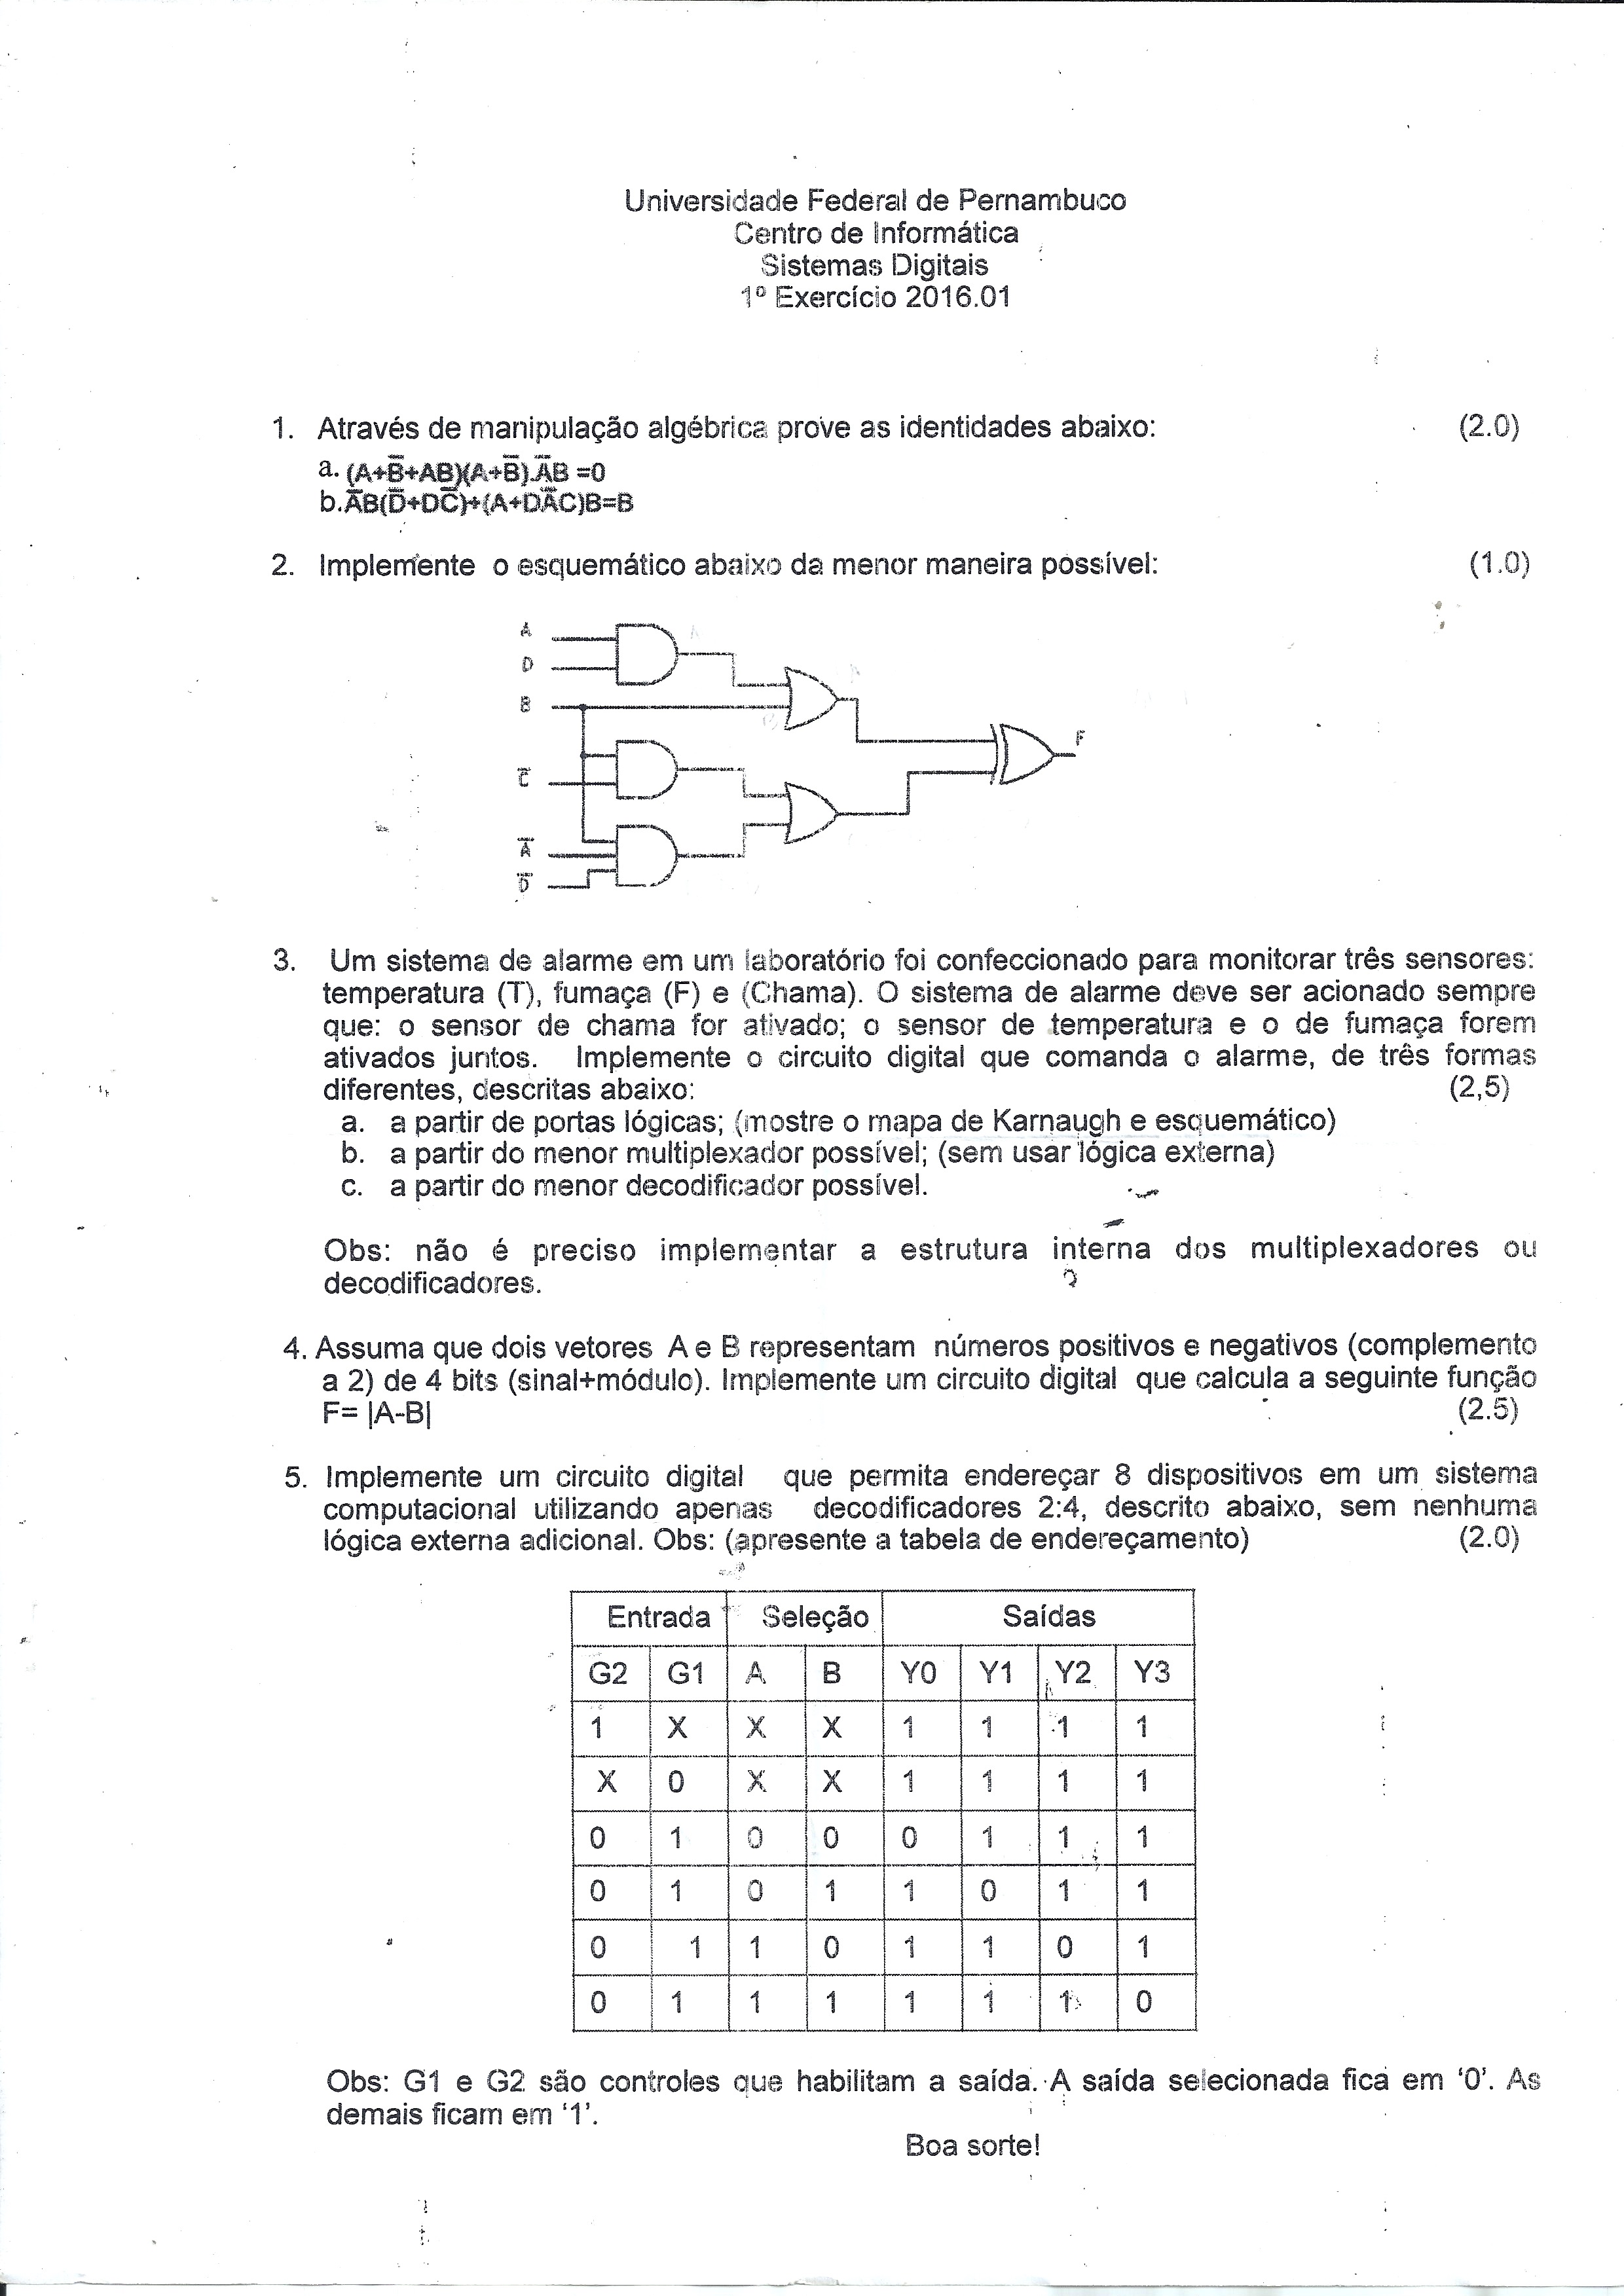 Universidade Federal de Pernambuco
Centro de Informática
Sistemas Digitais
1º Exercício 2016.01
1. Através de manipulação algébrica prove as identidades abaixo: (2.0)
a. (A+B̅+AB)(A+B̅).A̅B =0
b.A̅B(D̅+DC̅)+(A+DA̅C)B=B
2. Implemente o esquemático abaixo da menor maneira possível: (1.0)
A
D
B
F
C̅
A̅
D̅
3. Um sistema de alarme em um laboratório foi confeccionado para monitorar três sensores:
temperatura (T), fumaça (F) e (Chama). O sistema de alarme deve ser acionado sempre
que: o sensor de chama for ativado; o sensor de temperatura e o de fumaça forem
ativados juntos. Implemente o circuito digital que comanda o alarme, de três formas
diferentes, descritas abaixo: (2,5)
a. a partir de portas lógicas; (mostre o mapa de Karnaugh e esquemático)
b. a partir do menor multiplexador possível; (sem usar lógica externa)
c. a partir do menor decodificador possível.
Obs: não é preciso implementar a estrutura interna dos multiplexadores ou
decodificadores.
4. Assuma que dois vetores A e B representam números positivos e negativos (complemento
a 2) de 4 bits (sinal+módulo). Implemente um circuito digital que calcula a seguinte função
F= |A-B| (2.5)
5. Implemente um circuito digital que permita endereçar 8 dispositivos em um sistema
computacional utilizando apenas decodificadores 2:4, descrito abaixo, sem nenhuma
lógica externa adicional. Obs: (apresente a tabela de endereçamento) (2.0)
Entrada Seleção Saídas
G2 G1 A B Y0 Y1 Y2 Y3
1 X X X 1 1 1 1
X 0 X X 1 1 1 1
0 1 0 0 0 1 1 1
0 1 0 1 1 0 1 1
0 1 1 0 1 1 0 1
0 1 1 1 1 1 1 0
Obs: G1 e G2 são controles que habilitam a saída. A saída selecionada fica em ‘0’. As
demais ficam em ‘1’.
Boa sorte!